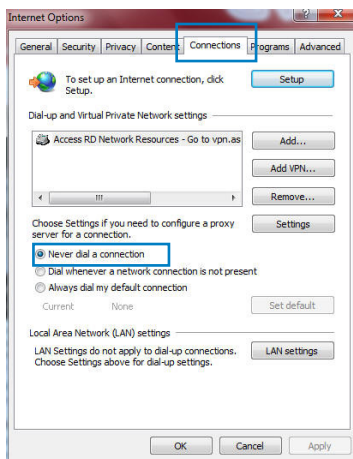 Internet Options
General Security Privacy Content Connections Programs Advanced
To set up an Internet connection, click
Setup.
Setup
Dial-up and Virtual Private Network settings
Access RD Network Resources - Go to vpn.as
Add...
Add VPN...
Remove...
Choose Settings if you need to configure a proxy
server for a connection.
Settings
Never dial a connection
Dial whenever a network connection is not present
Always dial my default connection
Current None
Set default
Local Area Network (LAN) settings
LAN Settings do not apply to dial-up connections.
Choose Settings above for dial-up settings.
LAN settings
OK Cancel Apply